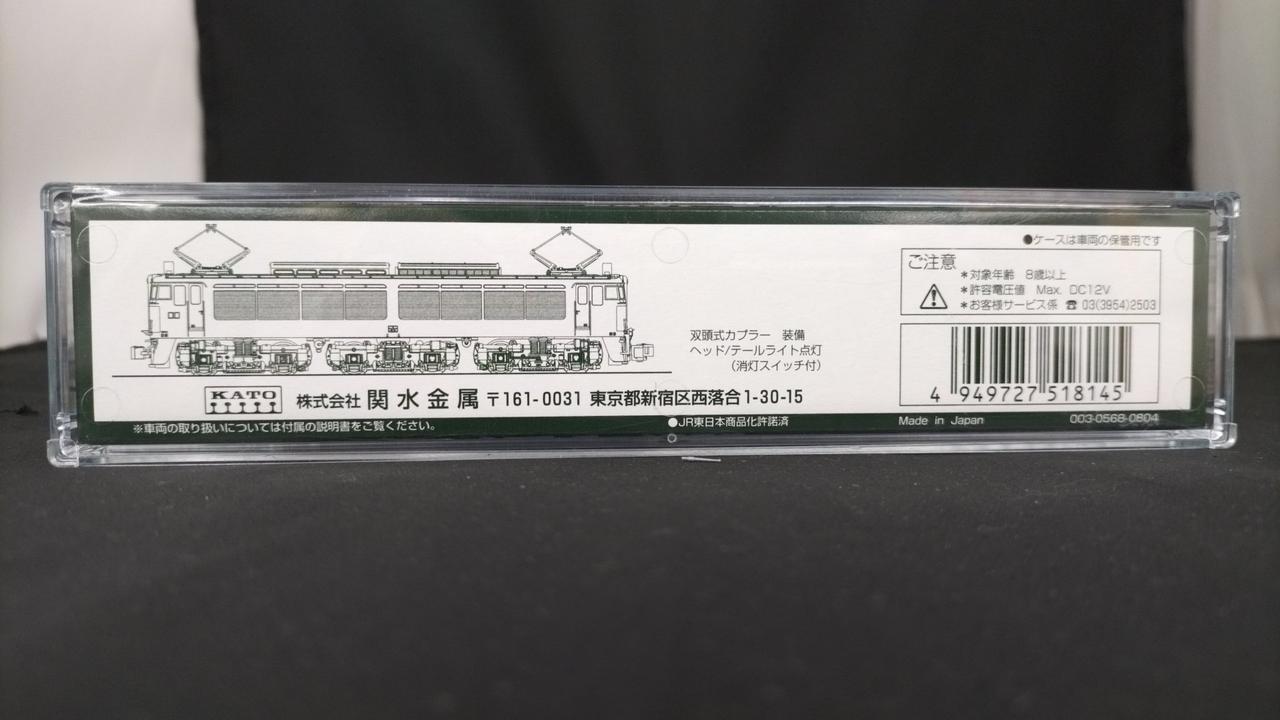 ●ケースは車両の保管用です
ご注意
＊対象年齢 8歳以上
＊許容電圧値 Max. DC12V
＊お客様サービス係 ☎ 03(3954)2503
双頭式カプラー 装備
ヘッド/テールライト点灯
(消灯スイッチ付)
4 949727 518145
KATO 株式会社 関水金属 〒161-0031 東京都新宿区西落合1-30-15
※車両の取り扱いについては付属の説明書をご覧ください。
●JR東日本商品化許諾済
Made in Japan
003-0568-0804